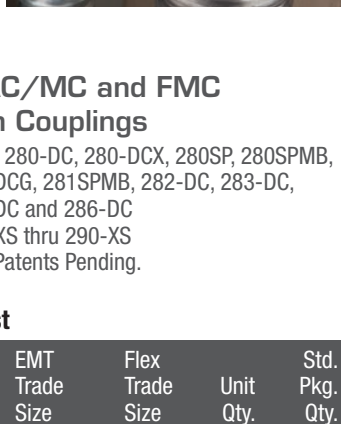 C/MC and FMC
Couplings
280-DC, 280-DCX, 280SP, 280SPMB,
DCG, 281SPMB, 282-DC, 283-DC,
DC and 286-DC
XS thru 290-XS
Patents Pending.
EMT Flex Std.
Trade Trade Unit Pkg.
Size Size Qty. Qty.